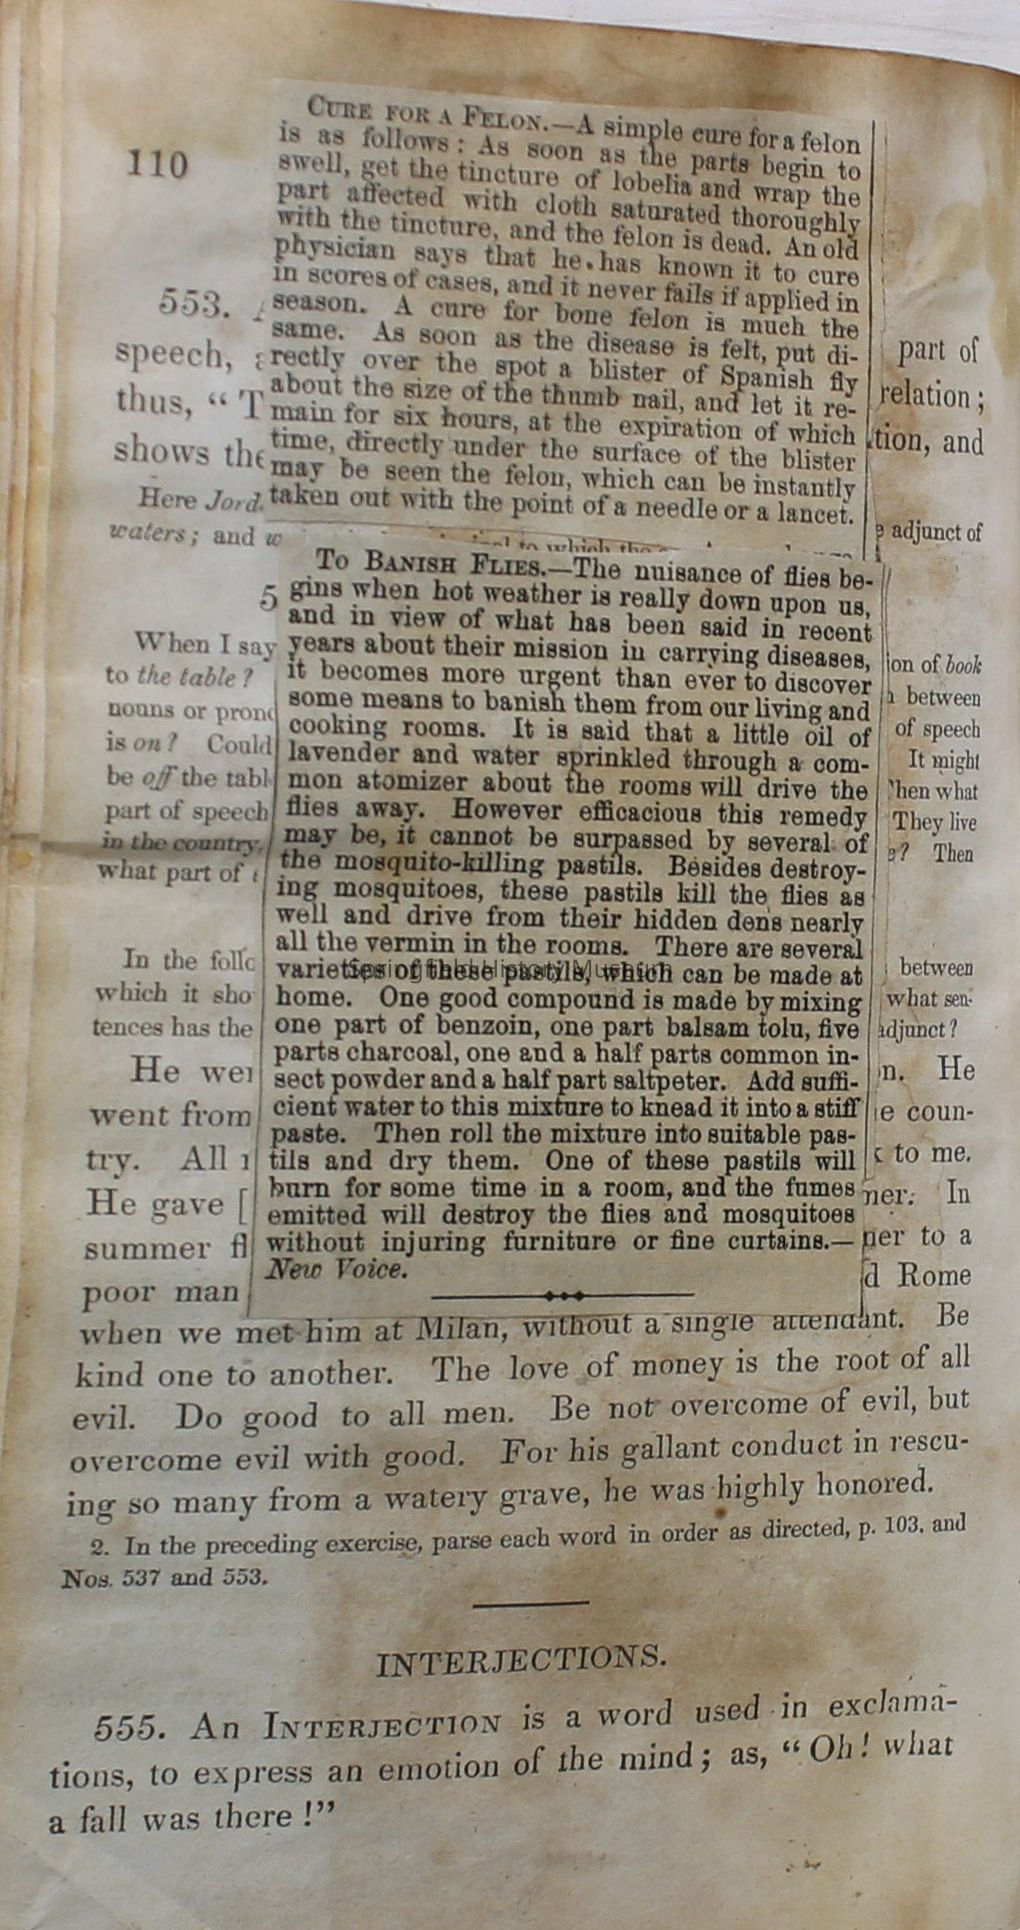 110
CURE FOR A FELON.—A simple cure for a felon
is as follows: As soon as the parts begin to
swell, get the tincture of lobelia and wrap the
part affected with cloth saturated thoroughly
with the tincture, and the felon is dead. An old
physician says that he has known it to cure
in scores of cases, and it never fails if applied in
season. A cure for bone felon is much the
same. As soon as the disease is felt, put di-
rectly over the spot a blister of Spanish fly
about the size of the thumb nail, and let it re-
main for six hours, at the expiration of which
time, directly under the surface of the blister
may be seen the felon, which can be instantly
taken out with the point of a needle or a lancet.
TO BANISH FLIES.—The nuisance of flies be-
gins when hot weather is really down upon us,
and in view of what has been said in recent
years about their mission in carrying diseases,
it becomes more urgent than ever to discover
some means to banish them from our living and
cooking rooms. It is said that a little oil of
lavender and water sprinkled through a com-
mon atomizer about the rooms will drive the
flies away. However efficacious this remedy
may be, it cannot be surpassed by several of
the mosquito-killing pastils. Besides destroy-
ing mosquitoes, these pastils kill the flies as
well and drive from their hidden dens nearly
all the vermin in the rooms. There are several
varieties of these pastils, which can be made at
home. One good compound is made by mixing
one part of benzoin, one part balsam tolu, five
parts charcoal, one and a half parts common in-
sect powder and a half part saltpeter. Add suffi-
cient water to this mixture to knead it into a stiff
paste. Then roll the mixture into suitable pas-
tils and dry them. One of these pastils will
burn for some time in a room, and the fumes
emitted will destroy the flies and mosquitoes
without injuring furniture or fine curtains.—
New Voice.
Springfield History Museum
553.
speech, part of
thus, "T relation;
shows the tion, and
Here Jord. adjunct of
waters; and w
to which the
5
When I say ion of book
to the table? between
nouns or pron of speech
is on? Could It might
be off the tabl hen what
part of speech They live
in the country, e? Then
what part of
In the follo between
which it sho what sen-
tences has the adjunct?
He wen n. He
went from e coun-
try. All to me.
He gave [ ner. In
summer fl ner to a
poor man d Rome
when we met him at Milan, without a single attendant. Be
kind one to another. The love of money is the root of all
evil. Do good to all men. Be not overcome of evil, but
overcome evil with good. For his gallant conduct in rescu-
ing so many from a watery grave, he was highly honored.
2. In the preceding exercise, parse each word in order as directed, p. 103, and
Nos. 537 and 553.
INTERJECTIONS.
555. An INTERJECTION is a word used in exclama-
tions, to express an emotion of the mind; as, "Oh! what
a fall was there!"